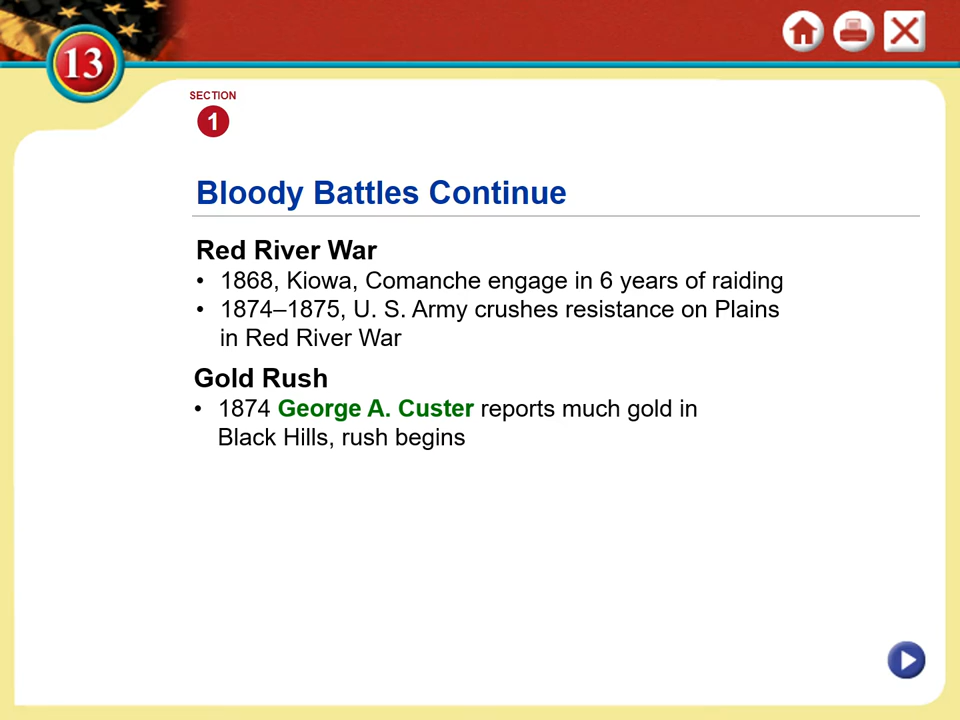 13
SECTION
1
Bloody Battles Continue
Red River War
• 1868, Kiowa, Comanche engage in 6 years of raiding
• 1874–1875, U. S. Army crushes resistance on Plains
in Red River War
Gold Rush
• 1874 George A. Custer reports much gold in
Black Hills, rush begins